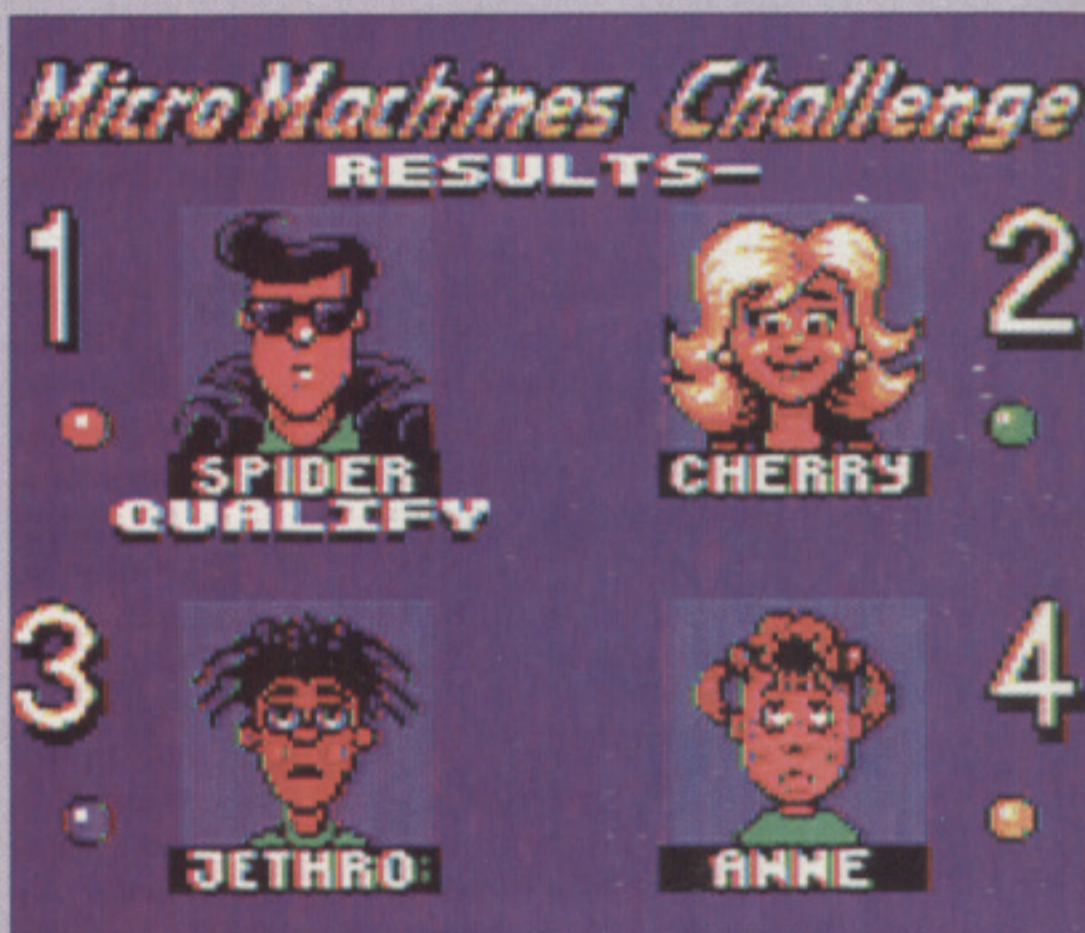 MicroMachines Challenge
RESULTS-
1
2
SPIDER
CHERRY
QUALIFY
3
4
JETHRO
ANNE